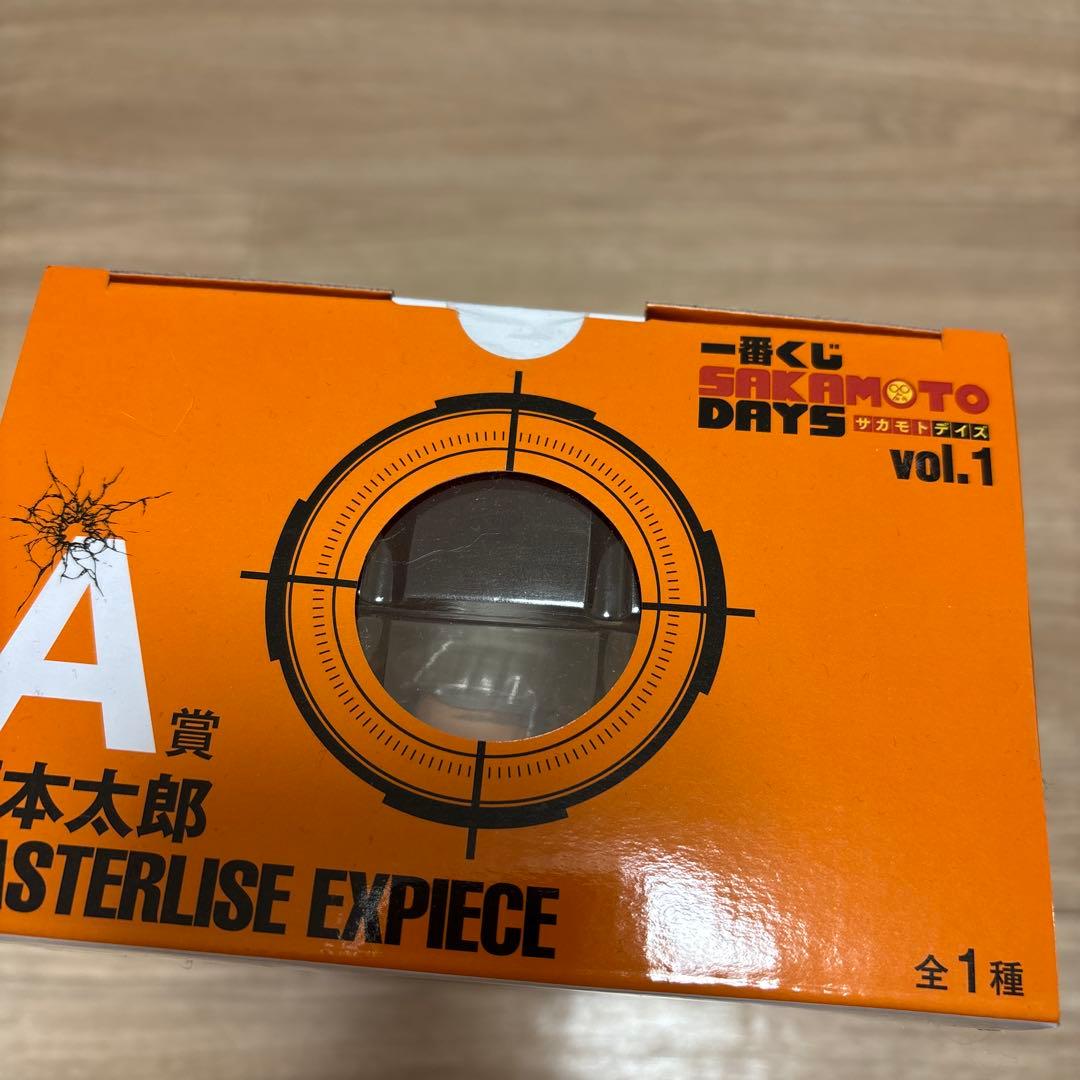 一番くじ
SAKAMOTO
DAYS サカモトデイズ
vol.1
A賞
本太郎
ASTERLISE EXPIECE
全1種